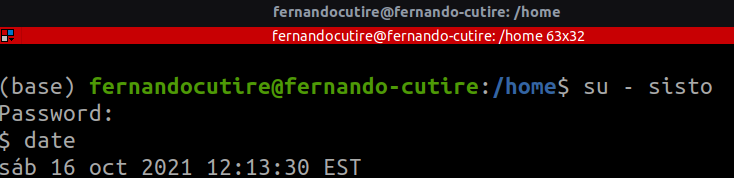 fernandocutire@fernando-cutire: /home
fernandocutire@fernando-cutire: /home 63x32
(base) fernandocutire@fernando-cutire:/home$ su - sisto
Password:
$ date
sáb 16 oct 2021 12:13:30 EST